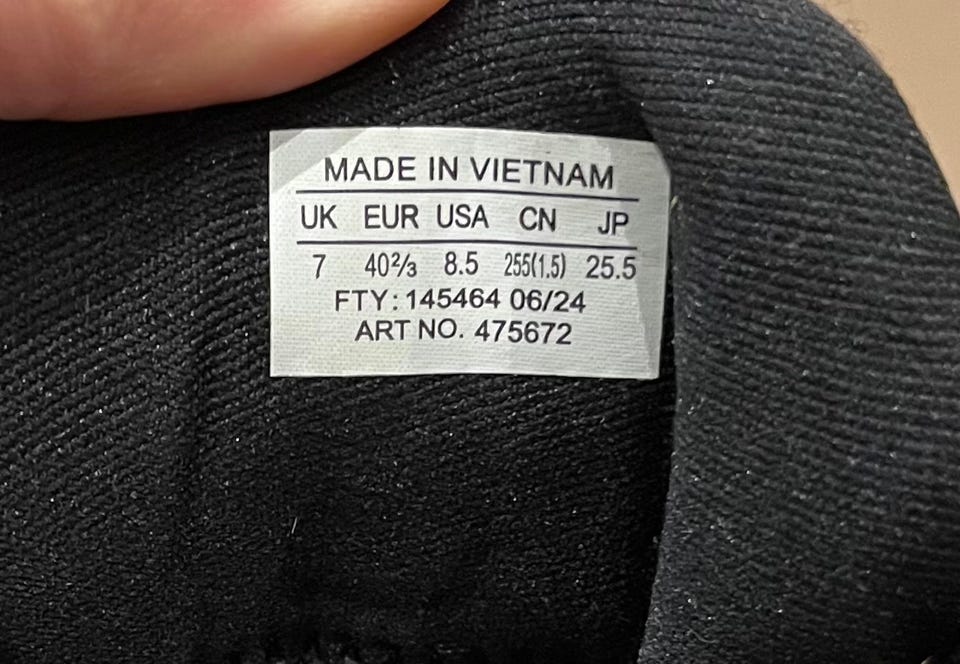 MADE IN VIETNAM
UK EUR USA CN JP
7 40⅔ 8.5 255(1.5) 25.5
FTY: 145464 06/24
ART NO. 475672